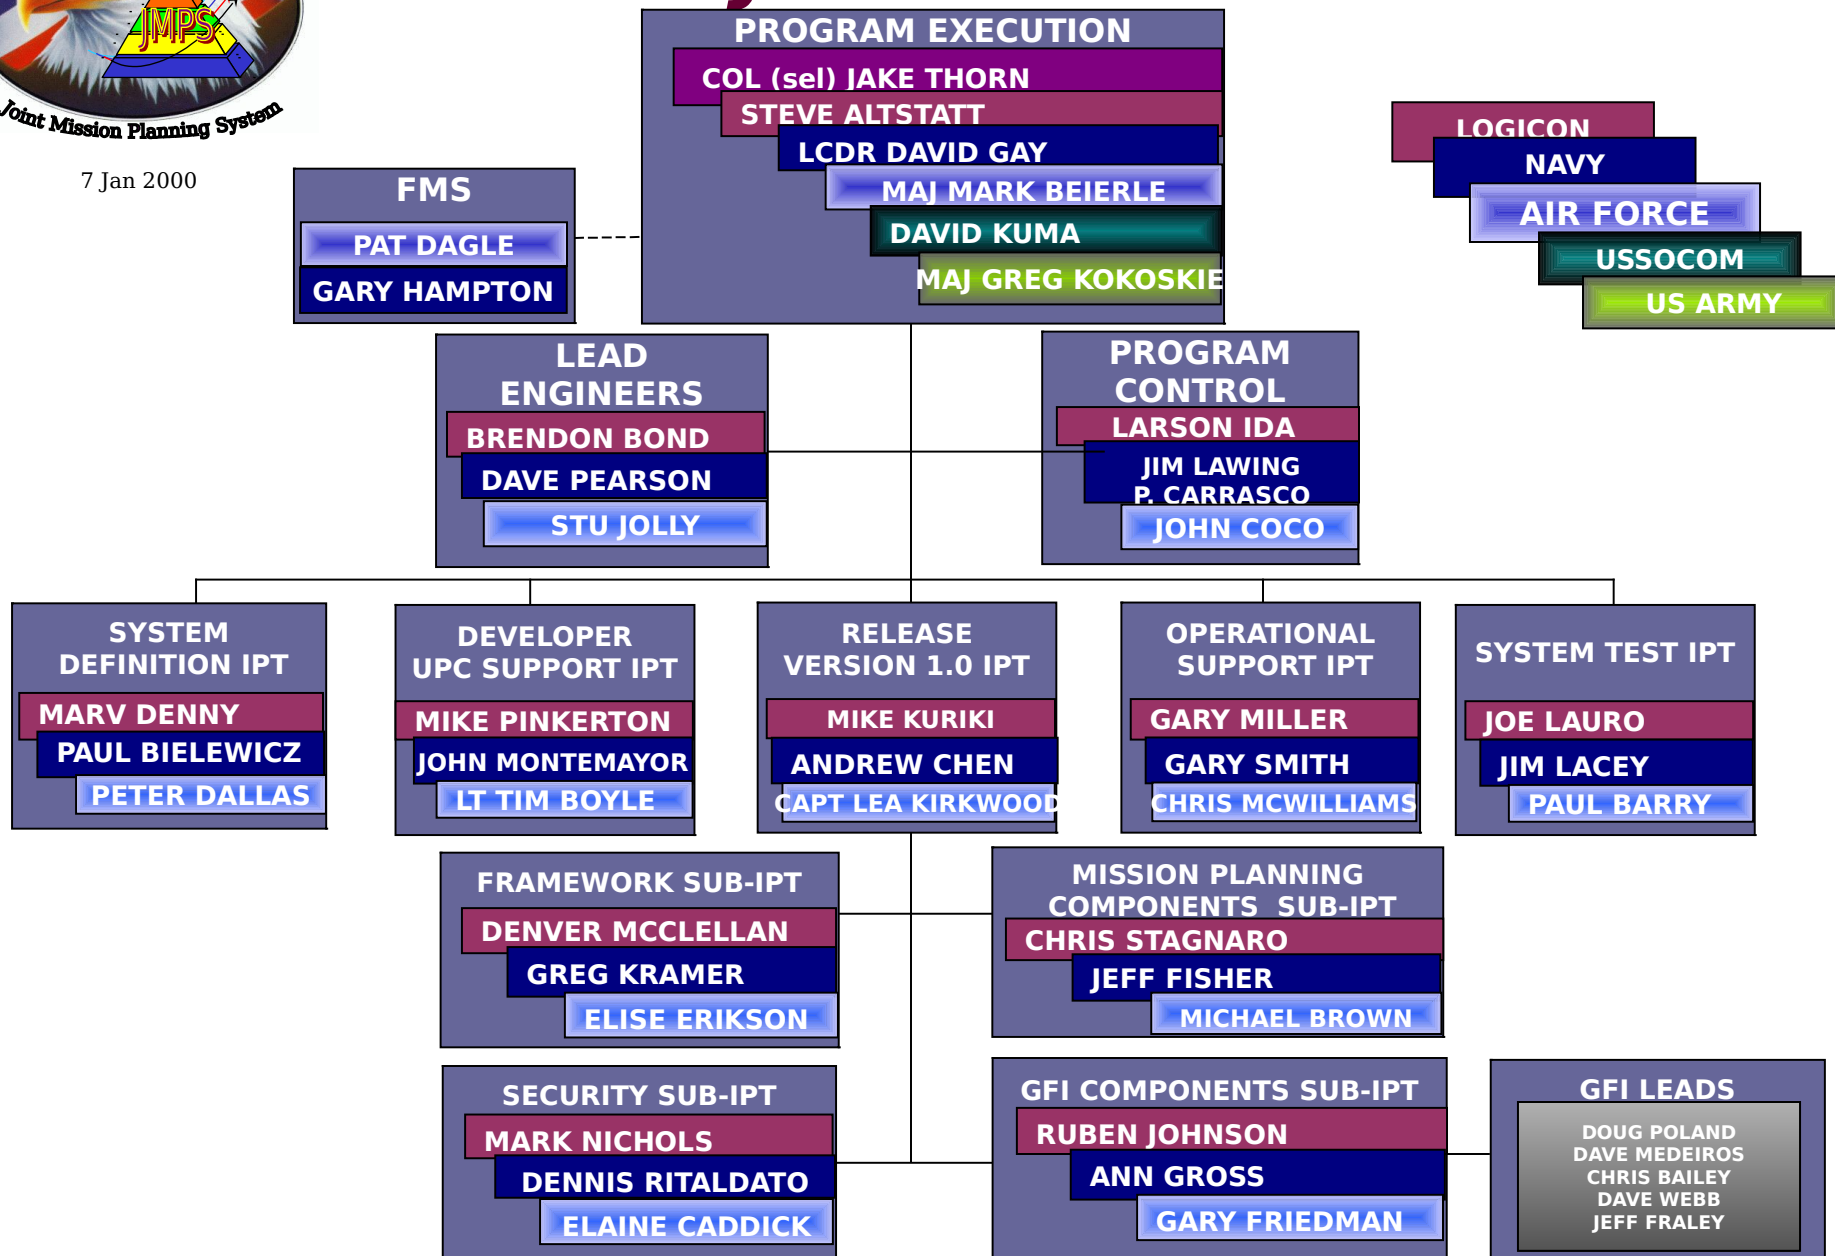 JMPS
Joint Mission Planning System
7 Jan 2000
PROGRAM EXECUTION
COL (sel) JAKE THORN
STEVE ALTSTATT
LCDR DAVID GAY
MAJ MARK BEIERLE
DAVID KUMA
MAJ GREG KOKOSKIE
LOGICON
NAVY
AIR FORCE
USSOCOM
US ARMY
FMS
PAT DAGLE
GARY HAMPTON
LEAD
ENGINEERS
BRENDON BOND
DAVE PEARSON
STU JOLLY
PROGRAM
CONTROL
LARSON IDA
JIM LAWING
P. CARRASCO
JOHN COCO
SYSTEM
DEFINITION IPT
MARV DENNY
PAUL BIELEWICZ
PETER DALLAS
DEVELOPER
UPC SUPPORT IPT
MIKE PINKERTON
JOHN MONTEMAYOR
LT TIM BOYLE
RELEASE
VERSION 1.0 IPT
MIKE KURIKI
ANDREW CHEN
CAPT LEA KIRKWOOD
OPERATIONAL
SUPPORT IPT
GARY MILLER
GARY SMITH
CHRIS MCWILLIAMS
SYSTEM TEST IPT
JOE LAURO
JIM LACEY
PAUL BARRY
FRAMEWORK SUB-IPT
DENVER MCCLELLAN
GREG KRAMER
ELISE ERIKSON
MISSION PLANNING
COMPONENTS  SUB-IPT
CHRIS STAGNARO
JEFF FISHER
MICHAEL BROWN
SECURITY SUB-IPT
MARK NICHOLS
DENNIS RITALDATO
ELAINE CADDICK
GFI COMPONENTS SUB-IPT
RUBEN JOHNSON
ANN GROSS
GARY FRIEDMAN
GFI LEADS
DOUG POLAND
DAVE MEDEIROS
CHRIS BAILEY
DAVE WEBB
JEFF FRALEY